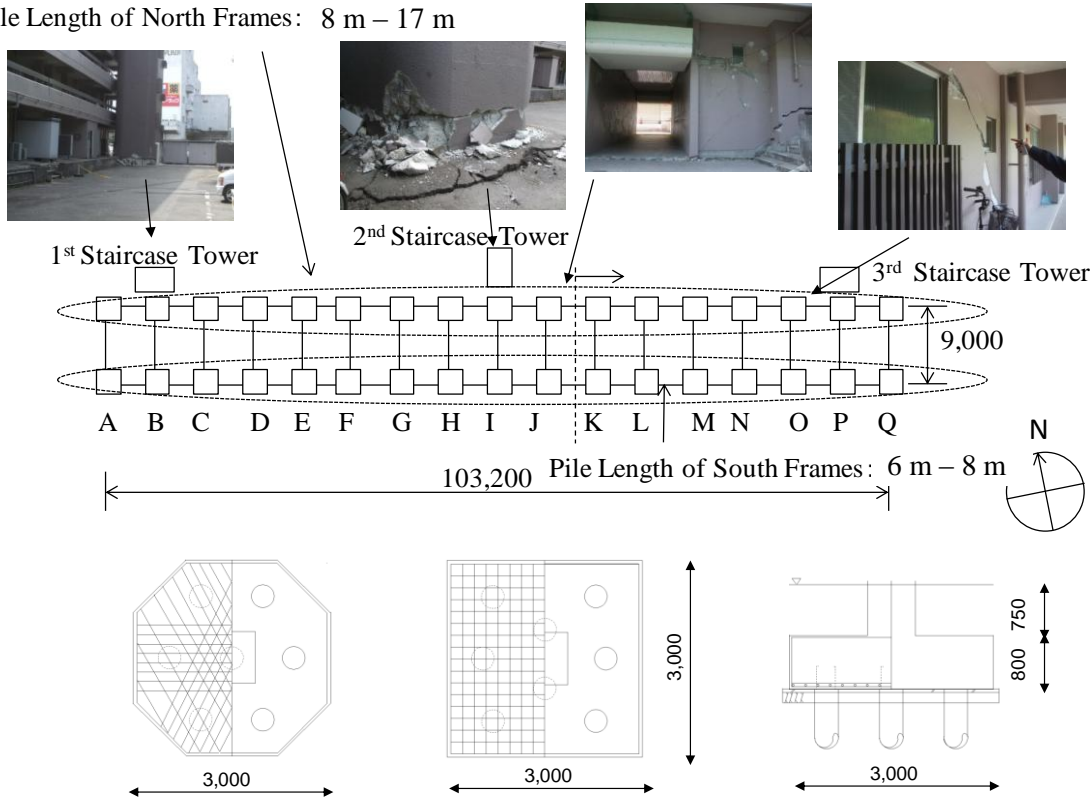 le Length of North Frames: 8 m – 17 m
1st Staircase Tower
2nd Staircase Tower
3rd Staircase Tower
9,000
A B C D E F G H I J K L M N O P Q
N
Pile Length of South Frames: 6 m – 8 m
103,200
750
800
3,000
3,000
3,000
3,000